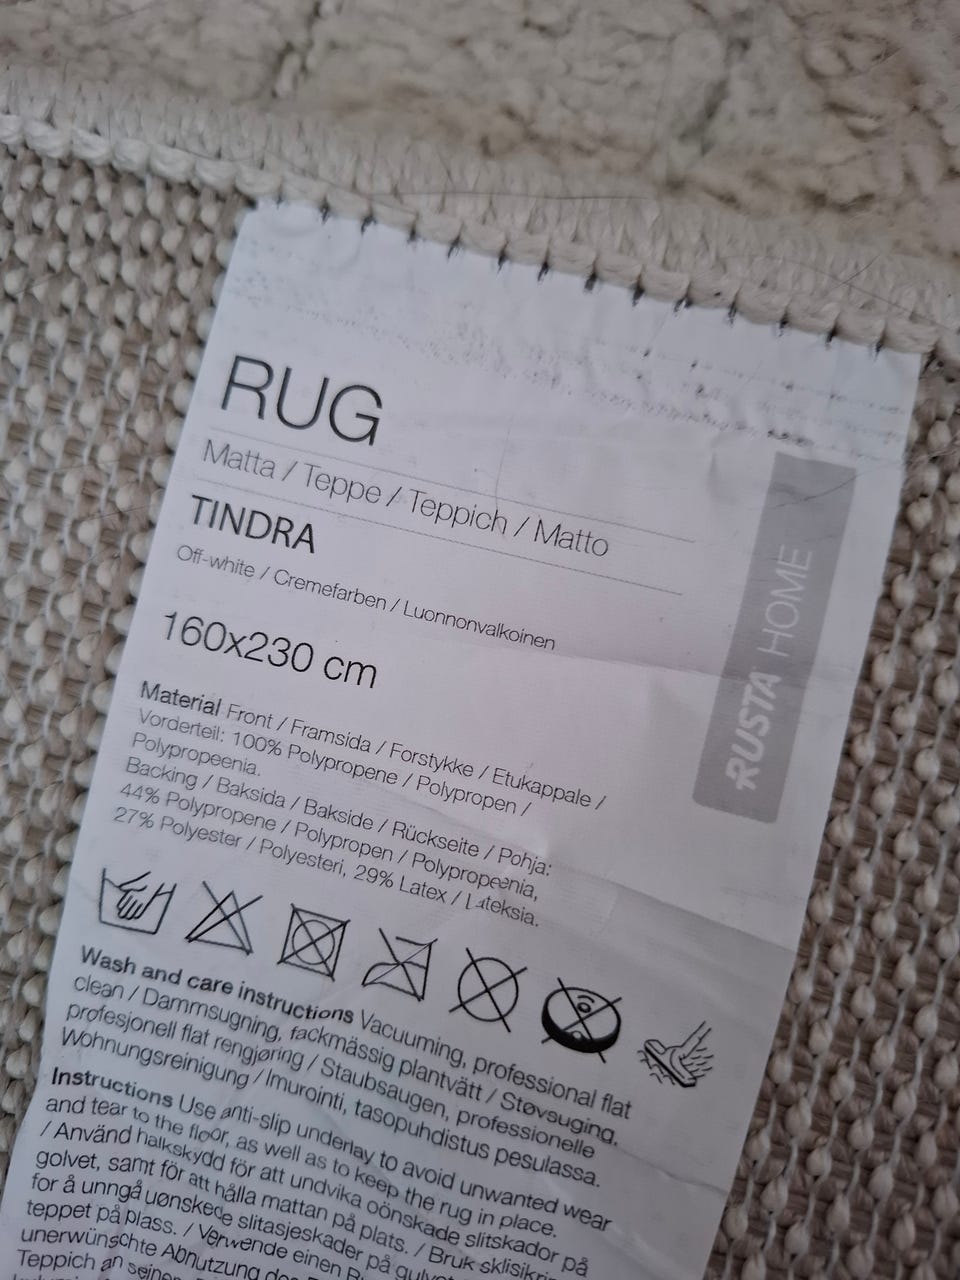 RUG
Matta / Teppe / Teppich / Matto
TINDRA
Off-white / Cremefarben / Luonnonvalkoinen
160x230 cm
RUSTA HOME
Material Front / Framsida / Forstykke / Etukappale /
Vorderteil: 100% Polypropene / Polypropen /
Polypropeenia.
Backing / Baksida / Bakside / Rückseite / Pohja:
44% Polypropene / Polypropen / Polypropeenia,
27% Polyester / Polyesteri, 29% Latex / Lateksia.
Wash and care instructions Vacuuming, professional flat
clean / Dammsugning, fackmässig plantvätt / Støvsuging,
profesjonell flat rengjøring / Staubsaugen, professionelle
Wohnungsreinigung / Imurointi, tasopuhdistus pesulassa.
Instructions Use anti-slip underlay to avoid unwanted wear
and tear to the floor, as well as to keep the rug in place.
/ Använd halkskydd för att undvika oönskade slitskador på
golvet, samt för att hålla mattan på plats. / Bruk
for å unngå uønskede slitasjeskader på
teppet på plass. / Verwende einen
unerwünschte Abnutzung
Teppich an